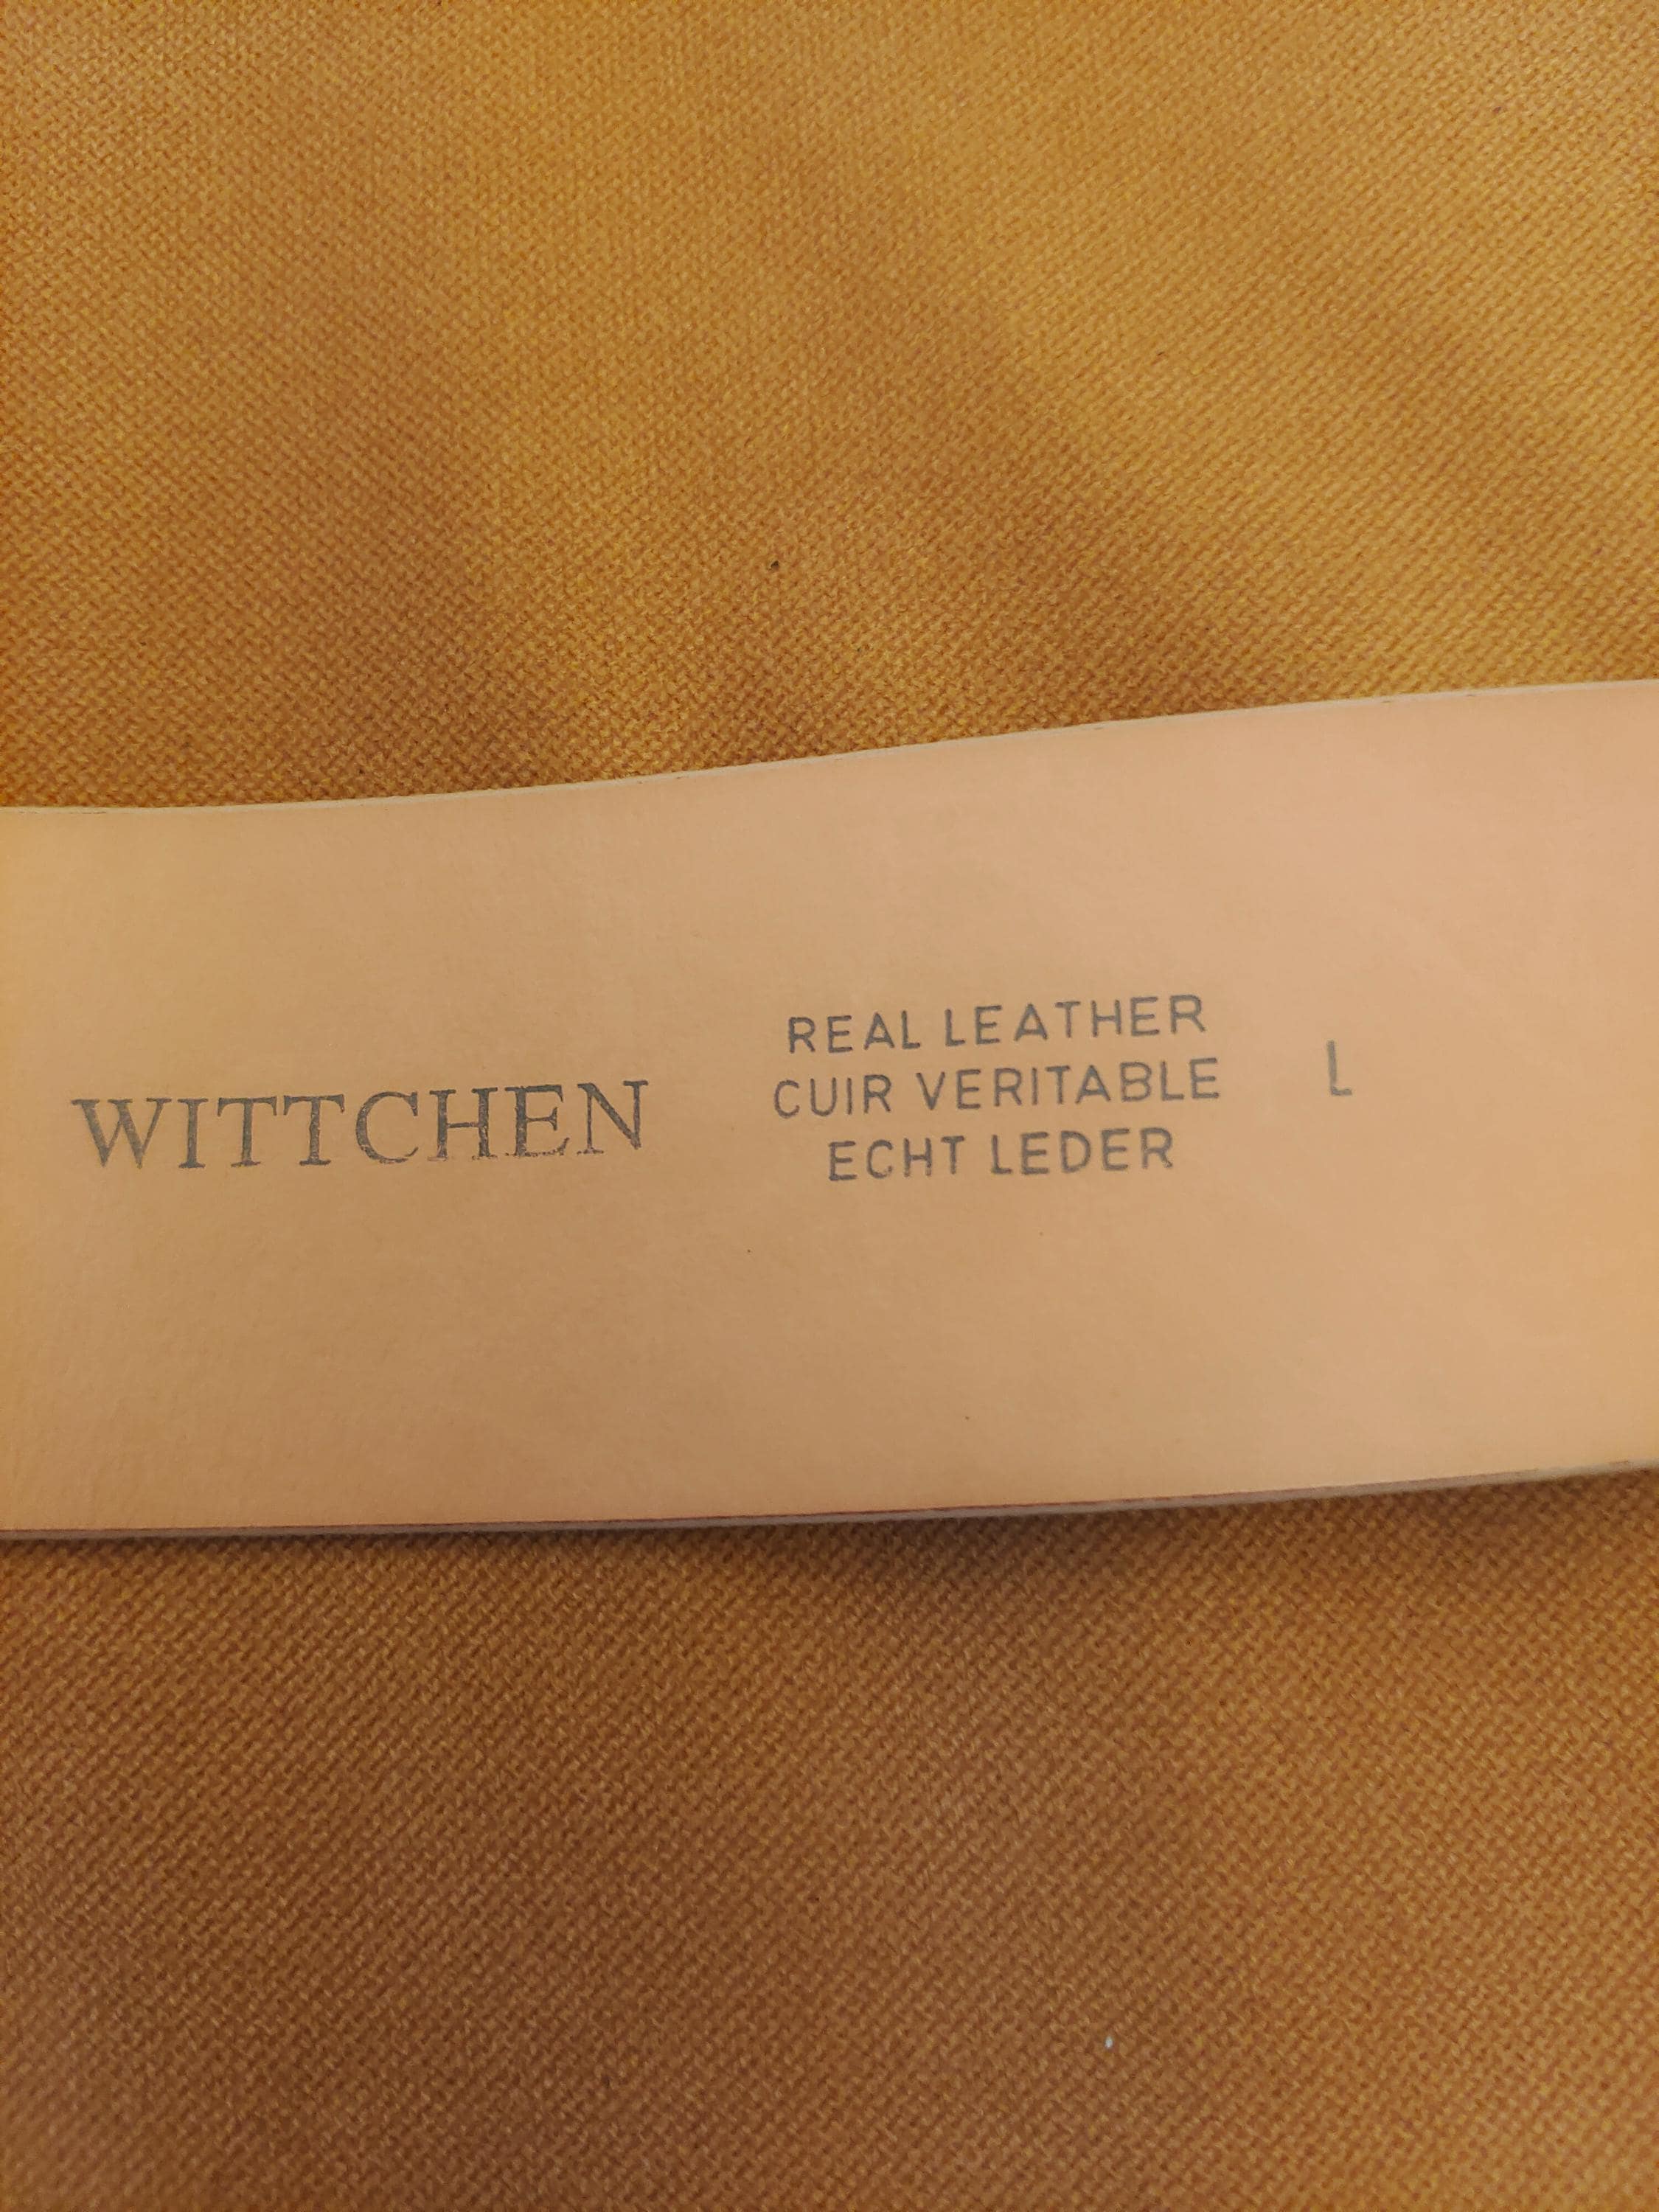 WITTCHEN
REAL LEATHER
CUIR VERITABLE
ECHT LEDER
L